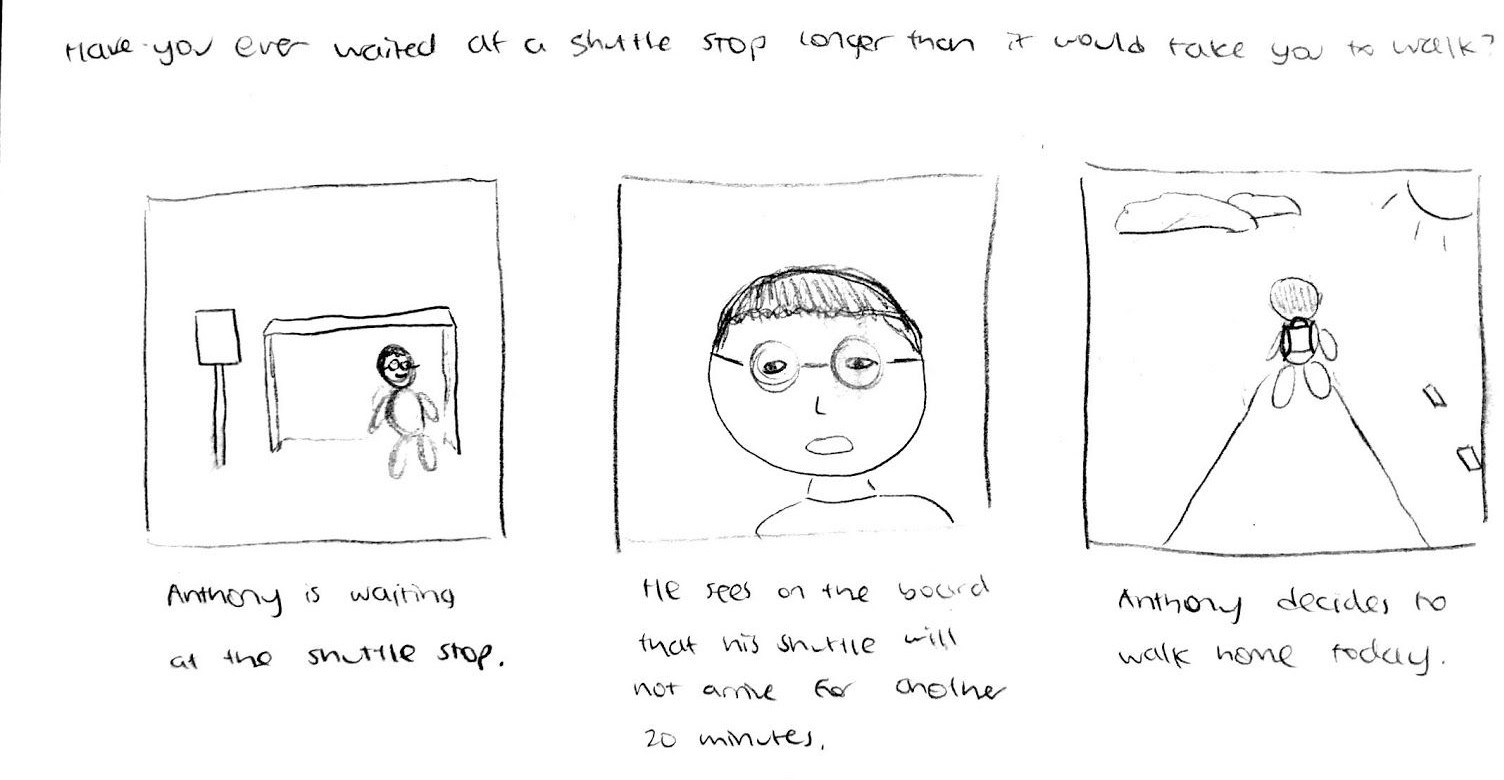 Have you ever waited at a shuttle stop longer than it would take you to walk?
Anthony is waiting
at the shuttle stop.
He sees on the board
that his shuttle will
not arrive for another
20 minutes.
Anthony decides to
walk home today.